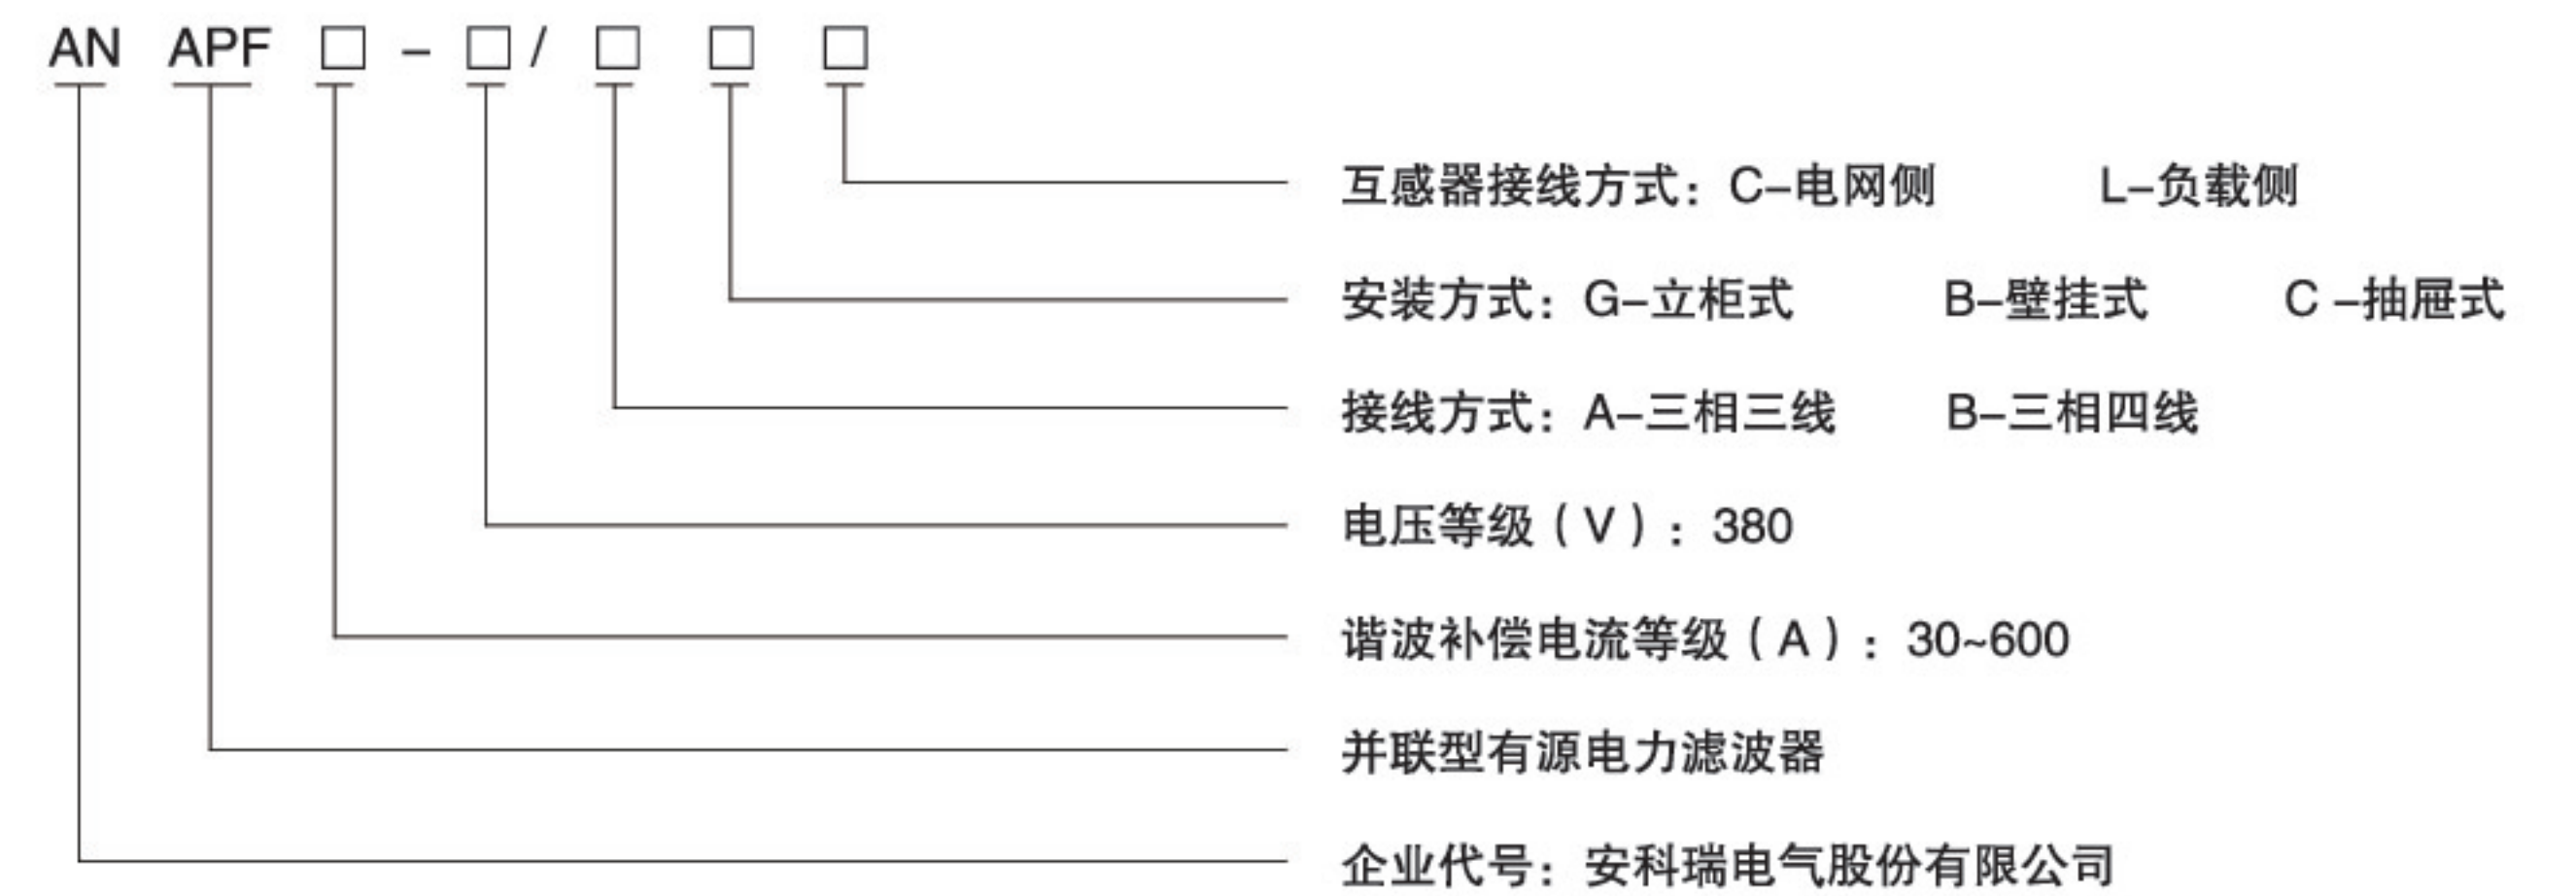 AN APF □ – □ / □ □ □
互感器接线方式：C–电网侧 L–负载侧
安装方式：G–立柜式 B–壁挂式 C –抽屉式
接线方式：A–三相三线 B–三相四线
电压等级（V）：380
谐波补偿电流等级（A）：30~600
并联型有源电力滤波器
企业代号：安科瑞电气股份有限公司